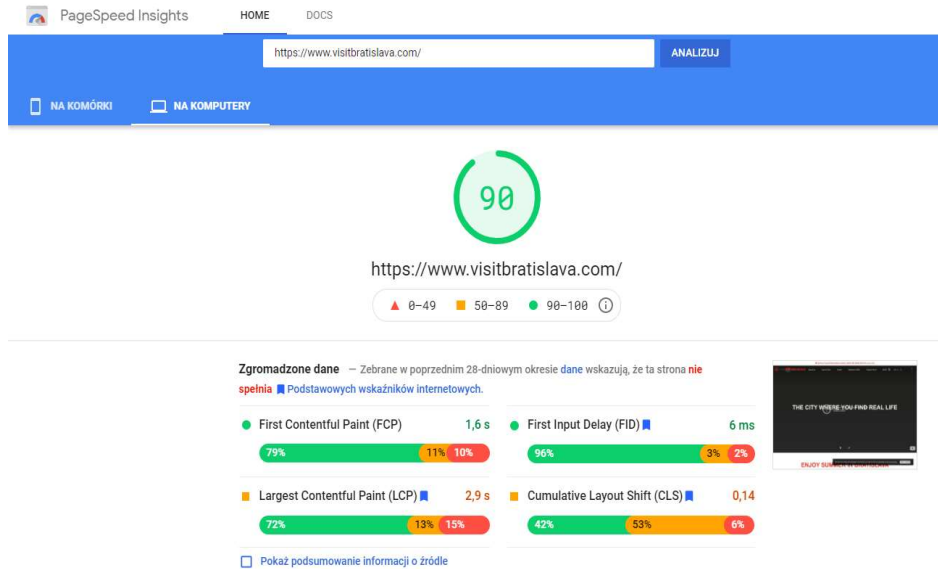 PageSpeed Insights
HOME
DOCS
https://www.visitbratislava.com/
ANALIZUJ
NA KOMÓRKI
NA KOMPUTERY
90
https://www.visitbratislava.com/
0–49
50–89
90–100
Zgromadzone dane — Zebrane w poprzednim 28-dniowym okresie dane wskazują, że ta strona nie
spełnia Podstawowych wskaźników internetowych.
First Contentful Paint (FCP) 1,6 s
79% 11% 10%
First Input Delay (FID) 6 ms
96% 3% 2%
Largest Contentful Paint (LCP) 2,9 s
72% 13% 15%
Cumulative Layout Shift (CLS) 0,14
42% 53% 6%
Pokaż podsumowanie informacji o źródle
THE CITY WHERE YOU FIND REAL LIFE